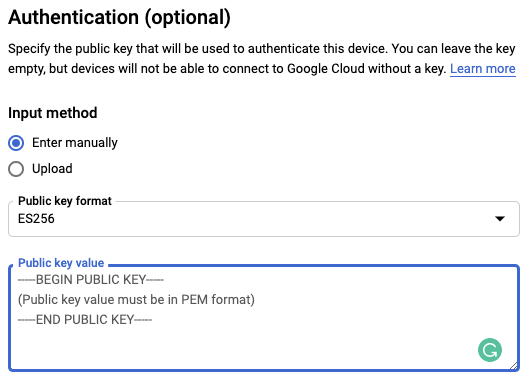 Authentication (optional)
Specify the public key that will be used to authenticate this device. You can leave the key
empty, but devices will not be able to connect to Google Cloud without a key. Learn more
Input method
Enter manually
Upload
Public key format
ES256
Public key value
-----BEGIN PUBLIC KEY-----
(Public key value must be in PEM format)
-----END PUBLIC KEY-----